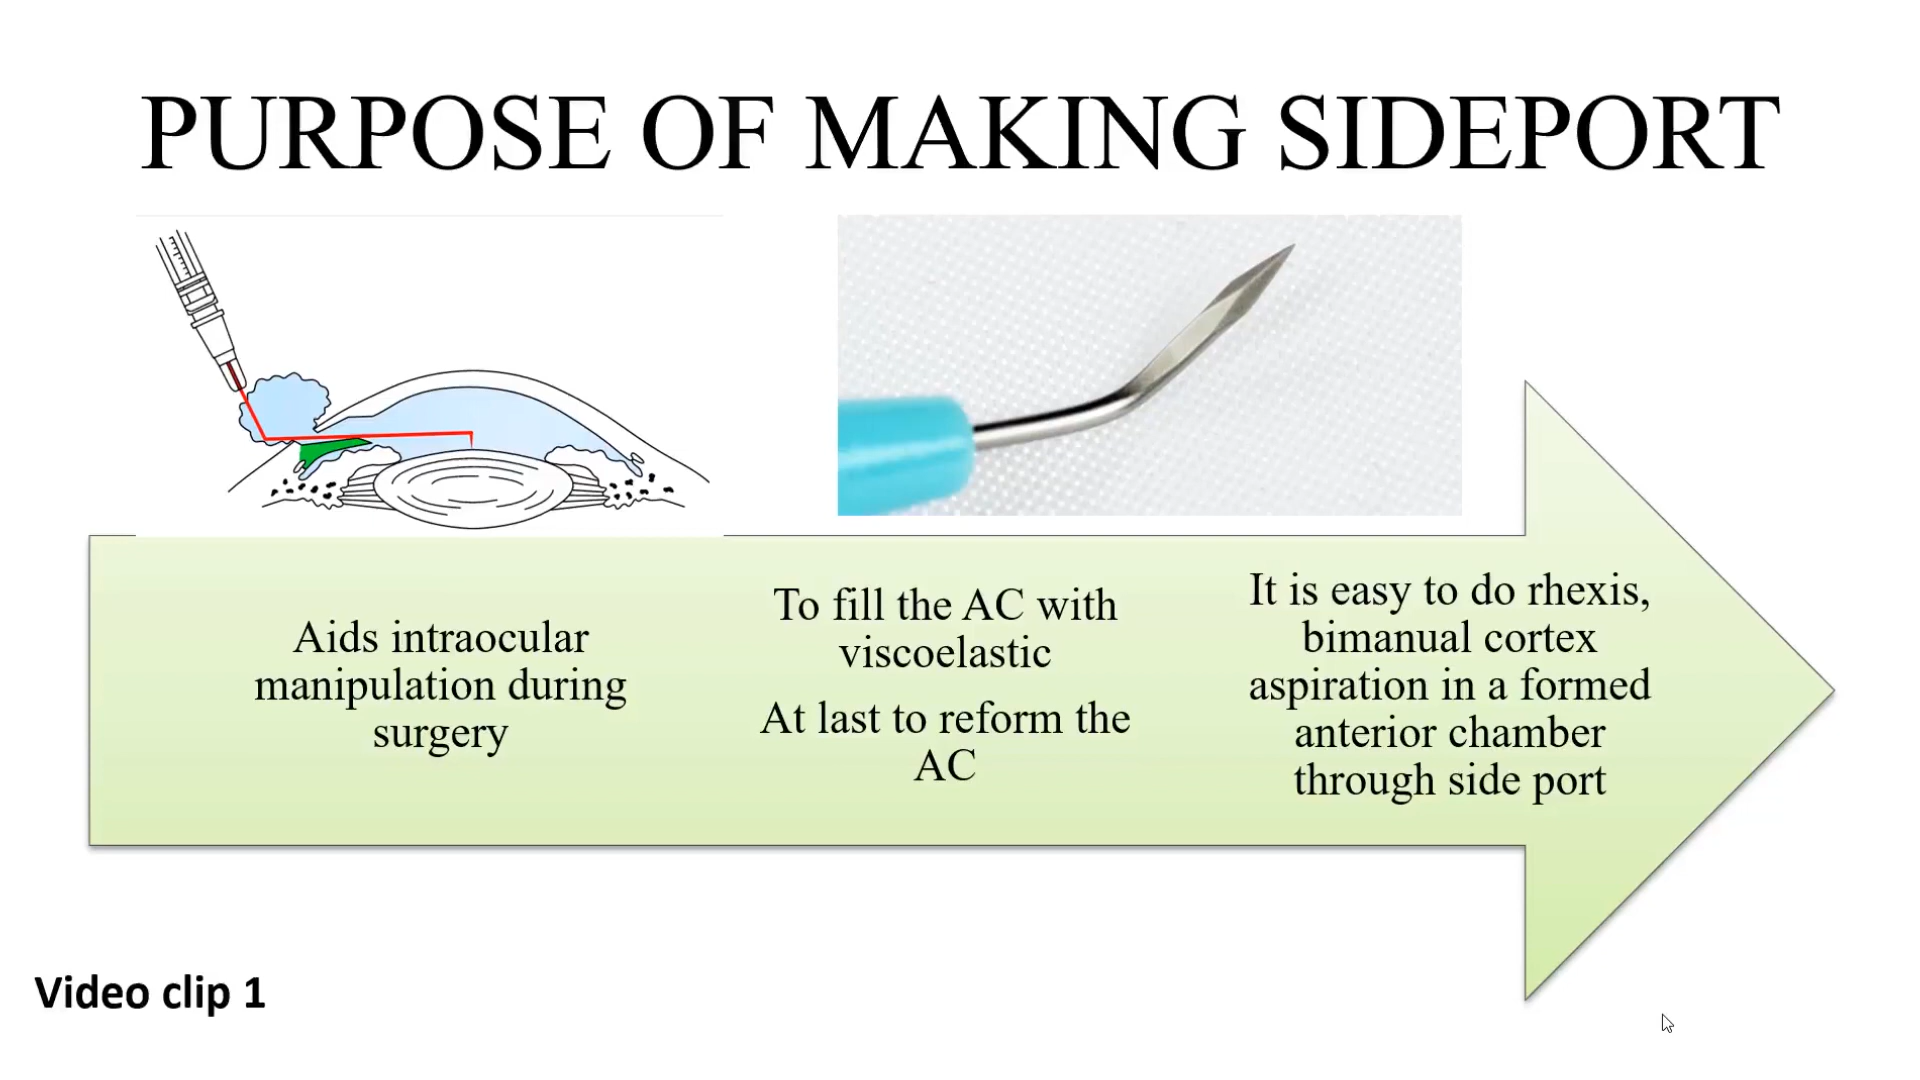 PURPOSE OF MAKING SIDEPORT
Aids intraocular
manipulation during
surgery
To fill the AC with
viscoelastic
At last to reform the
AC
It is easy to do rhexis,
bimanual cortex
aspiration in a formed
anterior chamber
through side port
Video clip 1